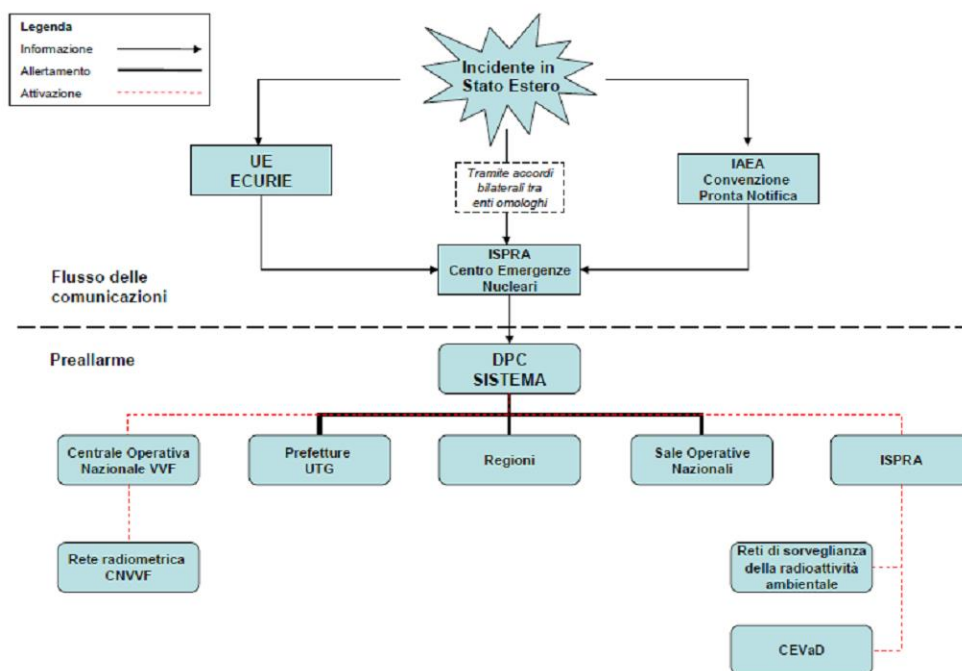 Legenda
Informazione
Allertamento
Attivazione
Incidente in
Stato Estero
UE
ECURIE
Tramite accordi
bilaterali tra
enti omologhi
IAEA
Convenzione
Pronta Notifica
ISPRA
Centro Emergenze
Nucleari
Flusso delle
comunicazioni
Preallarme
DPC
SISTEMA
Centrale Operativa
Nazionale VVF
Prefetture
UTG
Regioni
Sale Operative
Nazionali
ISPRA
Rete radiometrica
CNVVF
Reti di sorveglianza
della radioattività
ambientale
CEVaD